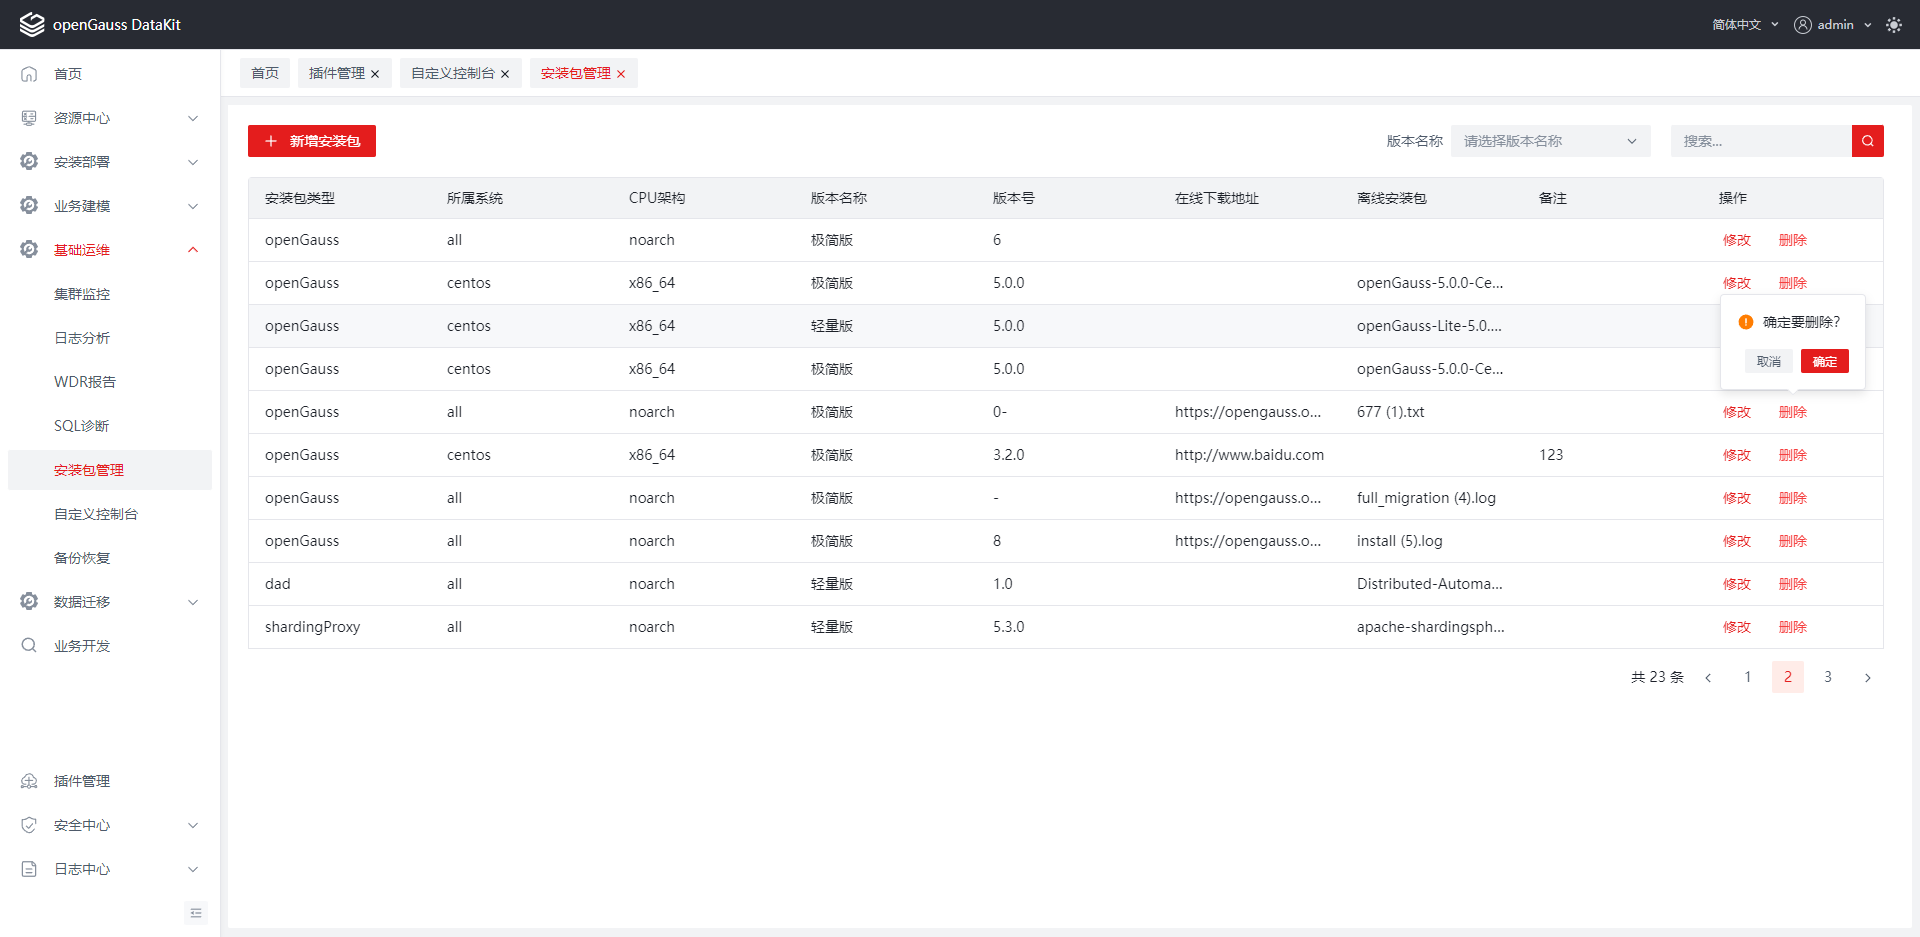 openGauss DataKit
简体中文 admin
首页
资源中心
安装部署
业务建模
基础运维
集群监控
日志分析
WDR报告
SQL诊断
安装包管理
自定义控制台
备份恢复
数据迁移
业务开发
插件管理
安全中心
日志中心
首页 插件管理 自定义控制台 安装包管理
新增安装包 版本名称 请选择版本名称 搜索...
安装包类型 所属系统 CPU架构 版本名称 版本号 在线下载地址 离线安装包 备注 操作
openGauss all noarch 极简版 6 修改 删除
openGauss centos x86_64 极简版 5.0.0 openGauss-5.0.0-Ce... 修改 删除
openGauss centos x86_64 轻量版 5.0.0 openGauss-Lite-5.0....
openGauss centos x86_64 极简版 5.0.0 openGauss-5.0.0-Ce...
确定要删除?
取消 确定
openGauss all noarch 极简版 0- https://opengauss.o... 677 (1).txt 修改 删除
openGauss centos x86_64 极简版 3.2.0 http://www.baidu.com 123 修改 删除
openGauss all noarch 极简版 - https://opengauss.o... full_migration (4).log 修改 删除
openGauss all noarch 极简版 8 https://opengauss.o... install (5).log 修改 删除
dad all noarch 轻量版 1.0 Distributed-Automa... 修改 删除
shardingProxy all noarch 轻量版 5.3.0 apache-shardingsph... 修改 删除
共 23 条 1 2 3